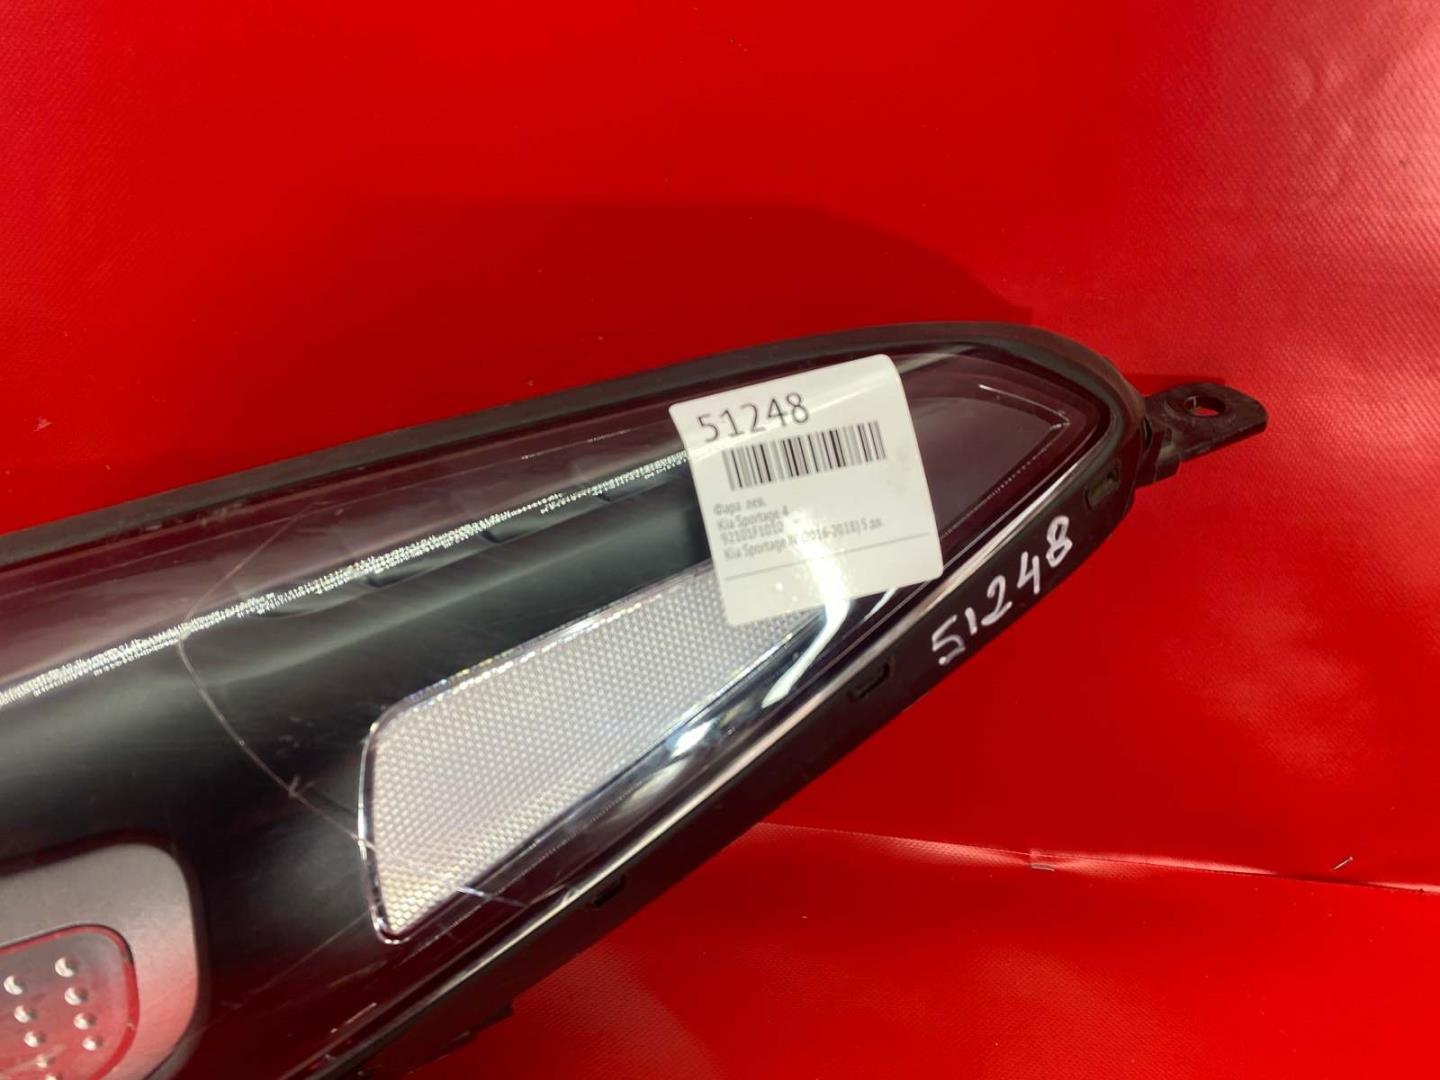 51248
Фара лев.
Kia Sportage 4
92101F1010
Kia Sportage IV (2016-2018) 5 дв.
51248